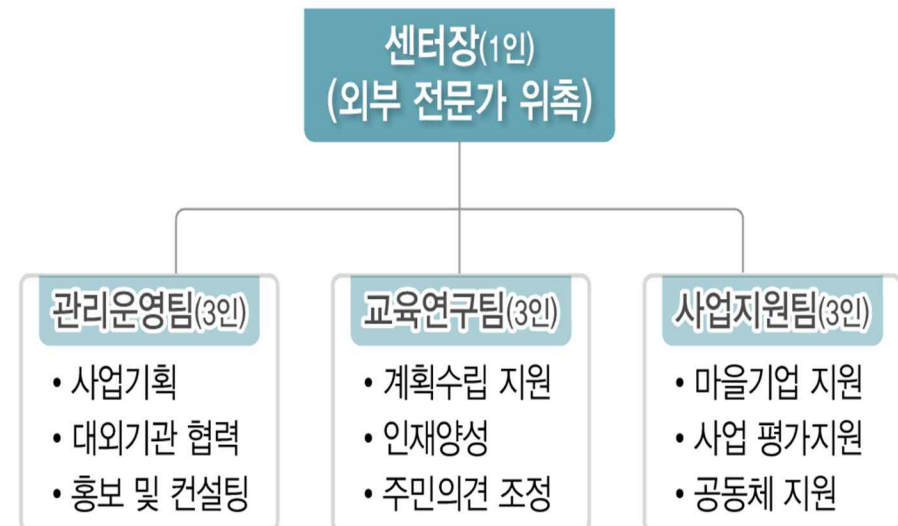 센터장(1인)
(외부 전문가 위촉)
관리운영팀(3인)
• 사업기획
• 대외기관 협력
• 홍보 및 컨설팅
교육연구팀(3인)
• 계획수립 지원
• 인재양성
• 주민의견 조정
사업지원팀(3인)
• 마을기업 지원
• 사업 평가지원
• 공동체 지원